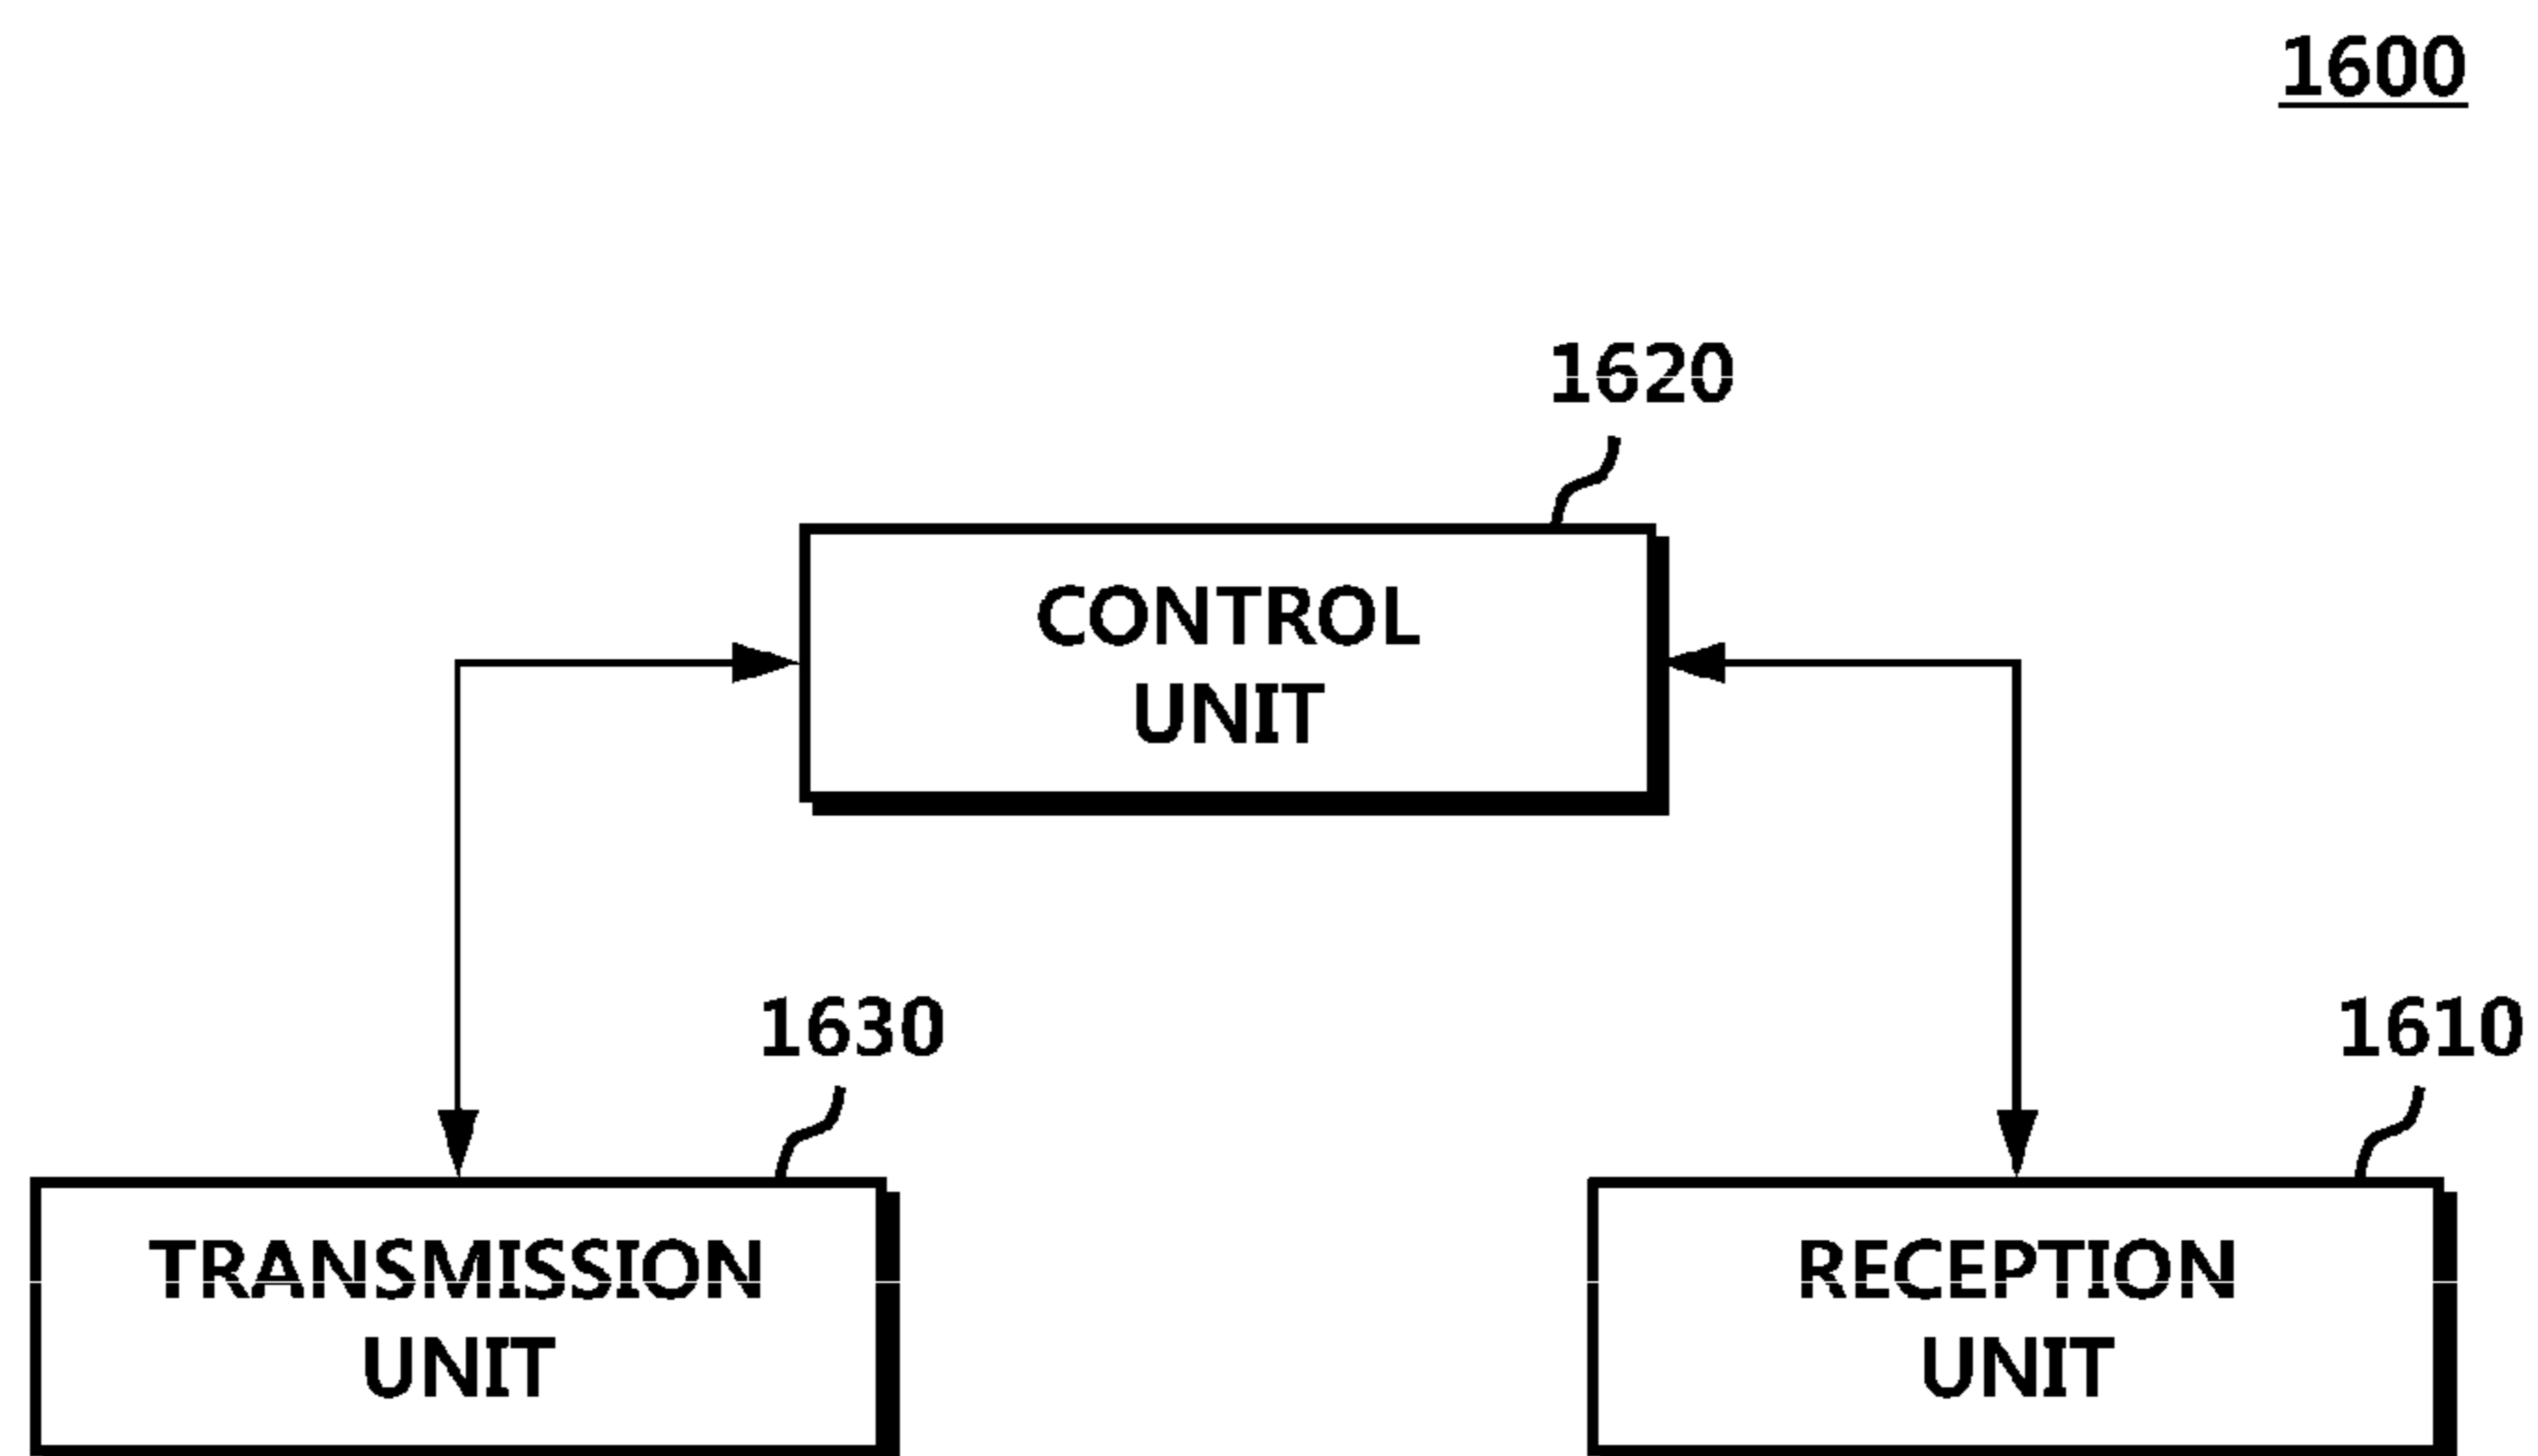 1600
1620
CONTROL
UNIT
1630
1610
TRANSMISSION
UNIT
RECEPTION
UNIT